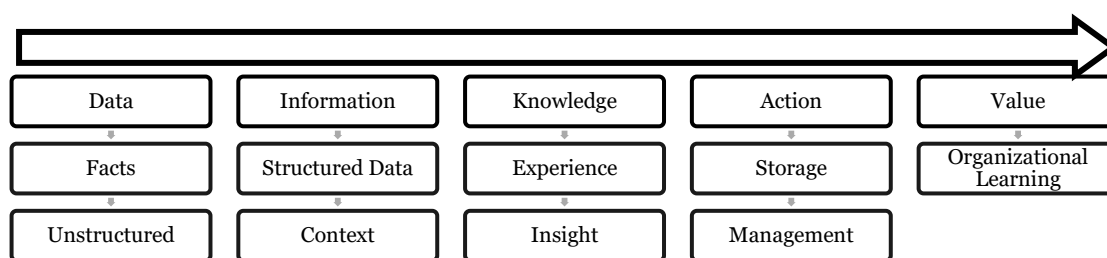 Data
Information
Knowledge
Action
Value
Facts
Structured Data
Experience
Storage
Organizational
Learning
Unstructured
Context
Insight
Management